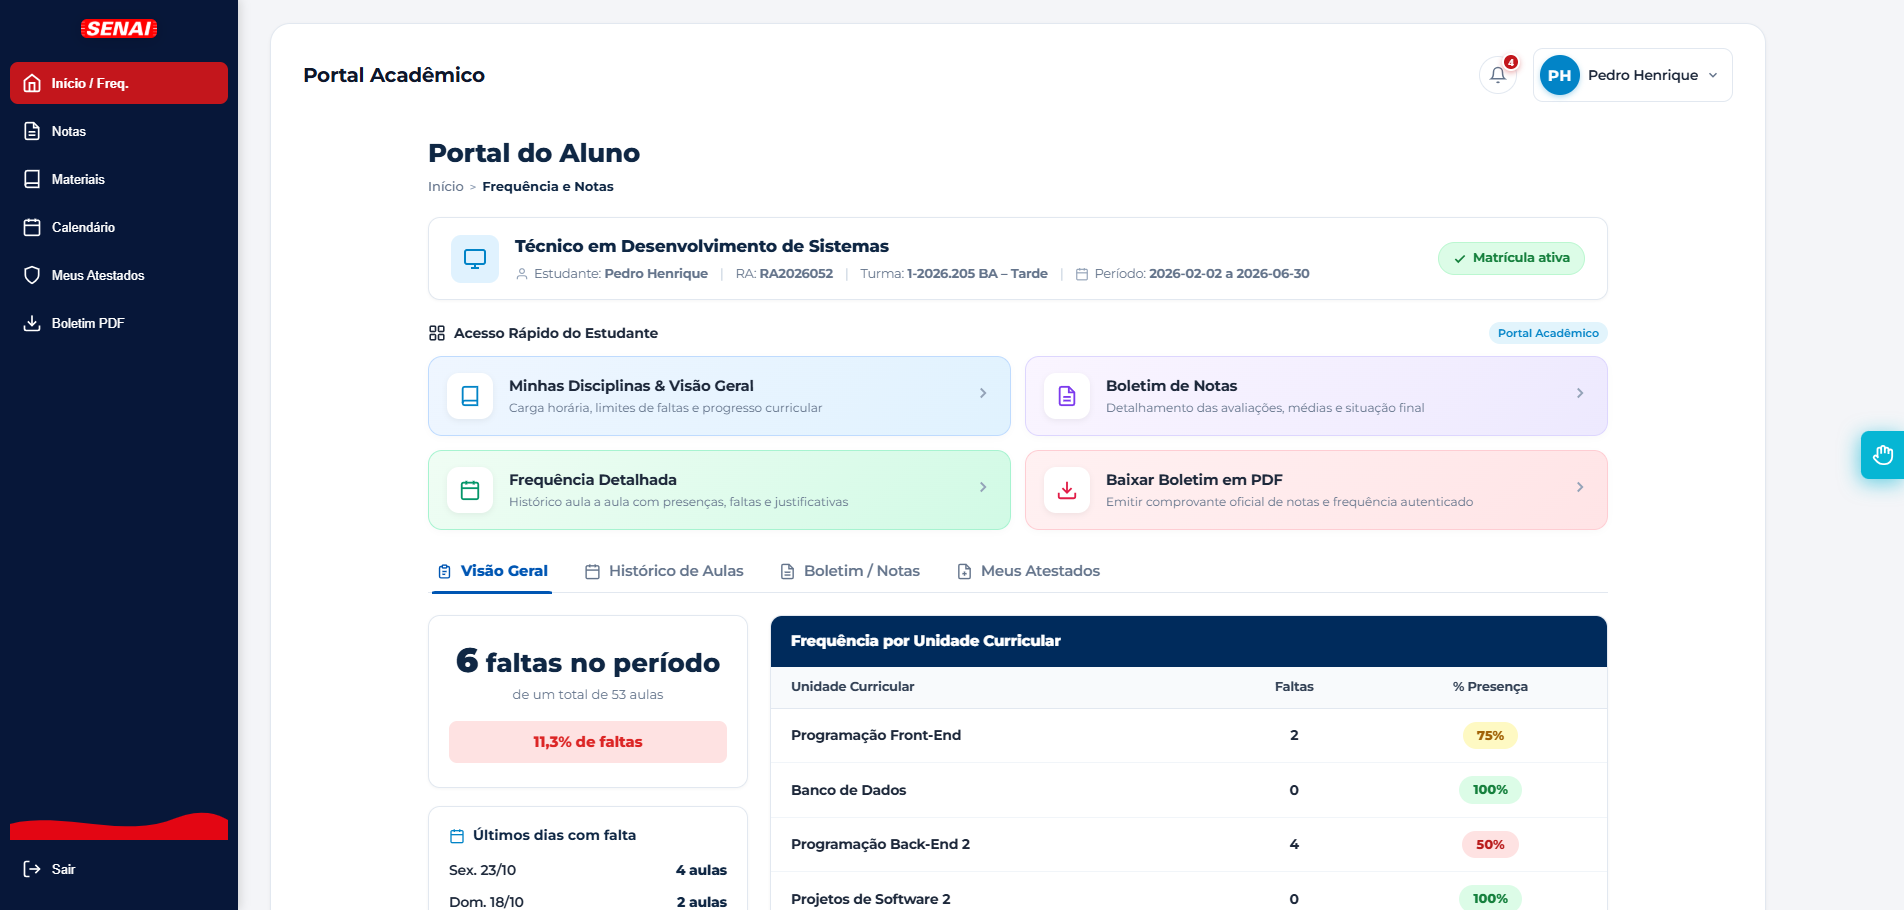 SENAI
Início / Freq.
Notas
Materiais
Calendário
Meus Atestados
Boletim PDF
Sair
Portal Acadêmico
4
PH Pedro Henrique
Portal do Aluno
Início > Frequência e Notas
Técnico em Desenvolvimento de Sistemas
Estudante: Pedro Henrique | RA: RA2026052 | Turma: 1-2026.205 BA – Tarde | Período: 2026-02-02 a 2026-06-30
Matrícula ativa
Acesso Rápido do Estudante
Portal Acadêmico
Minhas Disciplinas & Visão Geral
Carga horária, limites de faltas e progresso curricular
Boletim de Notas
Detalhamento das avaliações, médias e situação final
Frequência Detalhada
Histórico aula a aula com presenças, faltas e justificativas
Baixar Boletim em PDF
Emitir comprovante oficial de notas e frequência autenticado
Visão Geral
Histórico de Aulas
Boletim / Notas
Meus Atestados
6 faltas no período
de um total de 53 aulas
11,3% de faltas
Últimos dias com falta
Sex. 23/10 4 aulas
Dom. 18/10 2 aulas
Frequência por Unidade Curricular
Unidade Curricular Faltas % Presença
Programação Front-End 2 75%
Banco de Dados 0 100%
Programação Back-End 2 4 50%
Projetos de Software 2 0 100%